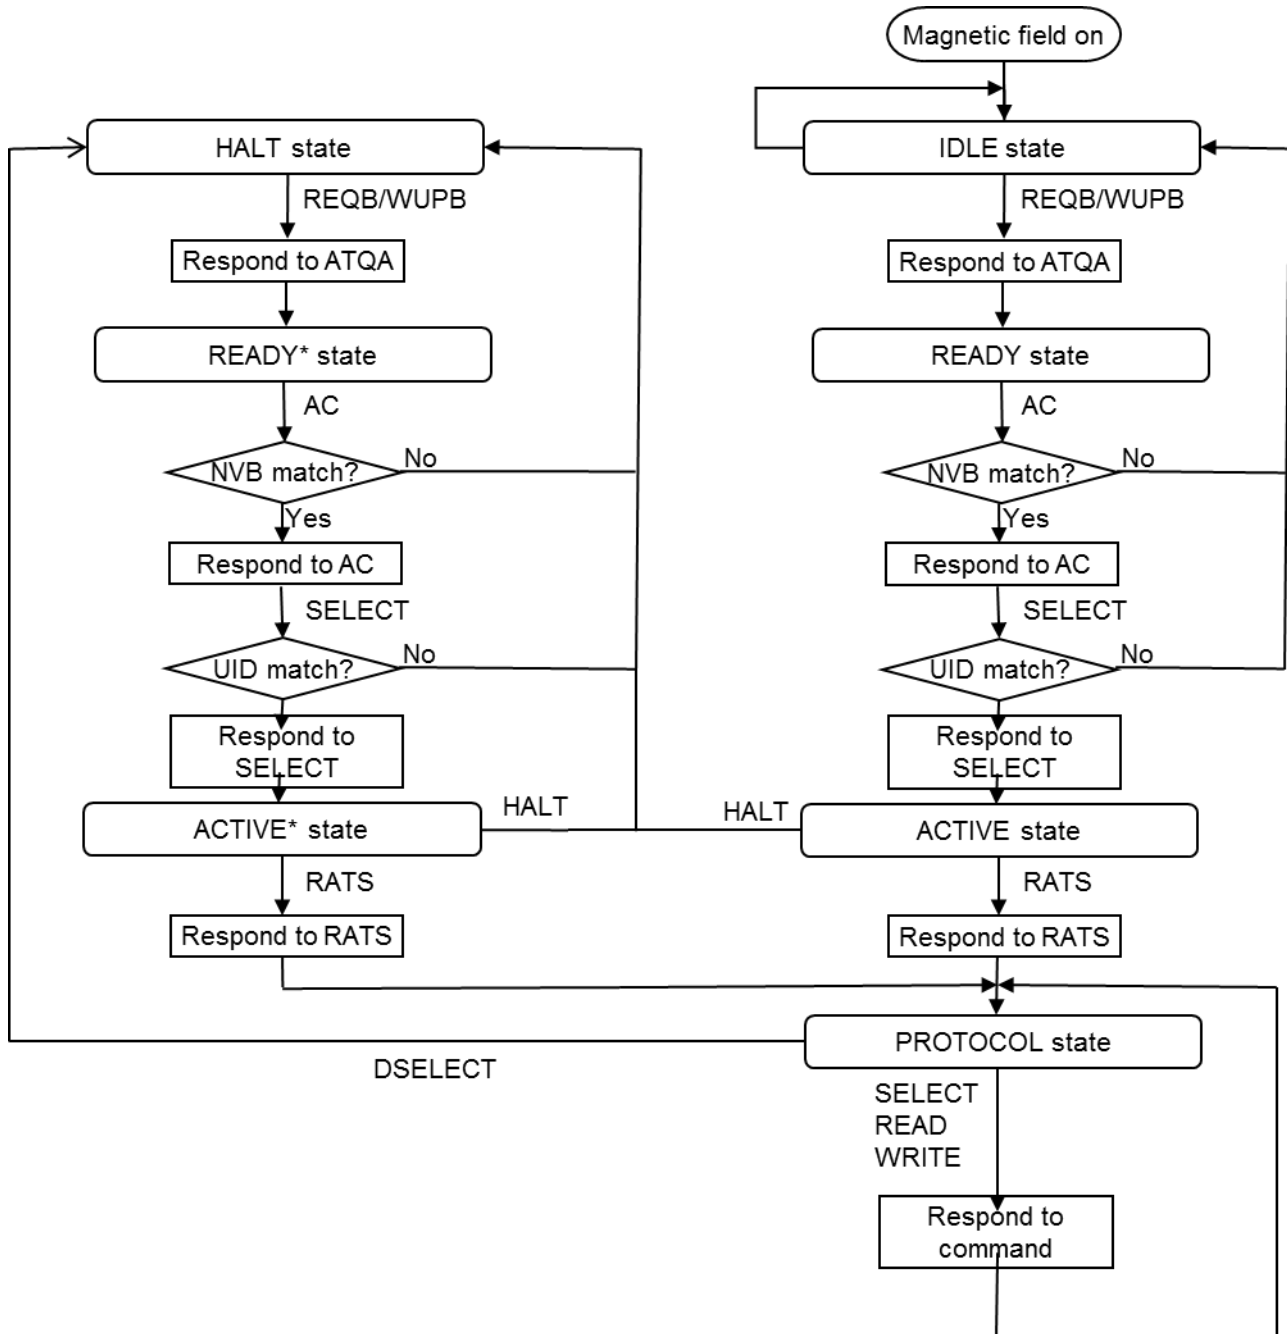 Magnetic field on
HALT state
IDLE state
REQB/WUPB
REQB/WUPB
Respond to ATQA
Respond to ATQA
READY* state
READY state
AC
AC
NVB match?
No
NVB match?
No
Yes
Yes
Respond to AC
Respond to AC
SELECT
SELECT
UID match?
No
UID match?
No
Respond to
SELECT
Respond to
SELECT
ACTIVE* state
HALT
HALT
ACTIVE state
RATS
RATS
Respond to RATS
Respond to RATS
PROTOCOL state
DSELECT
SELECT
READ
WRITE
Respond to
command